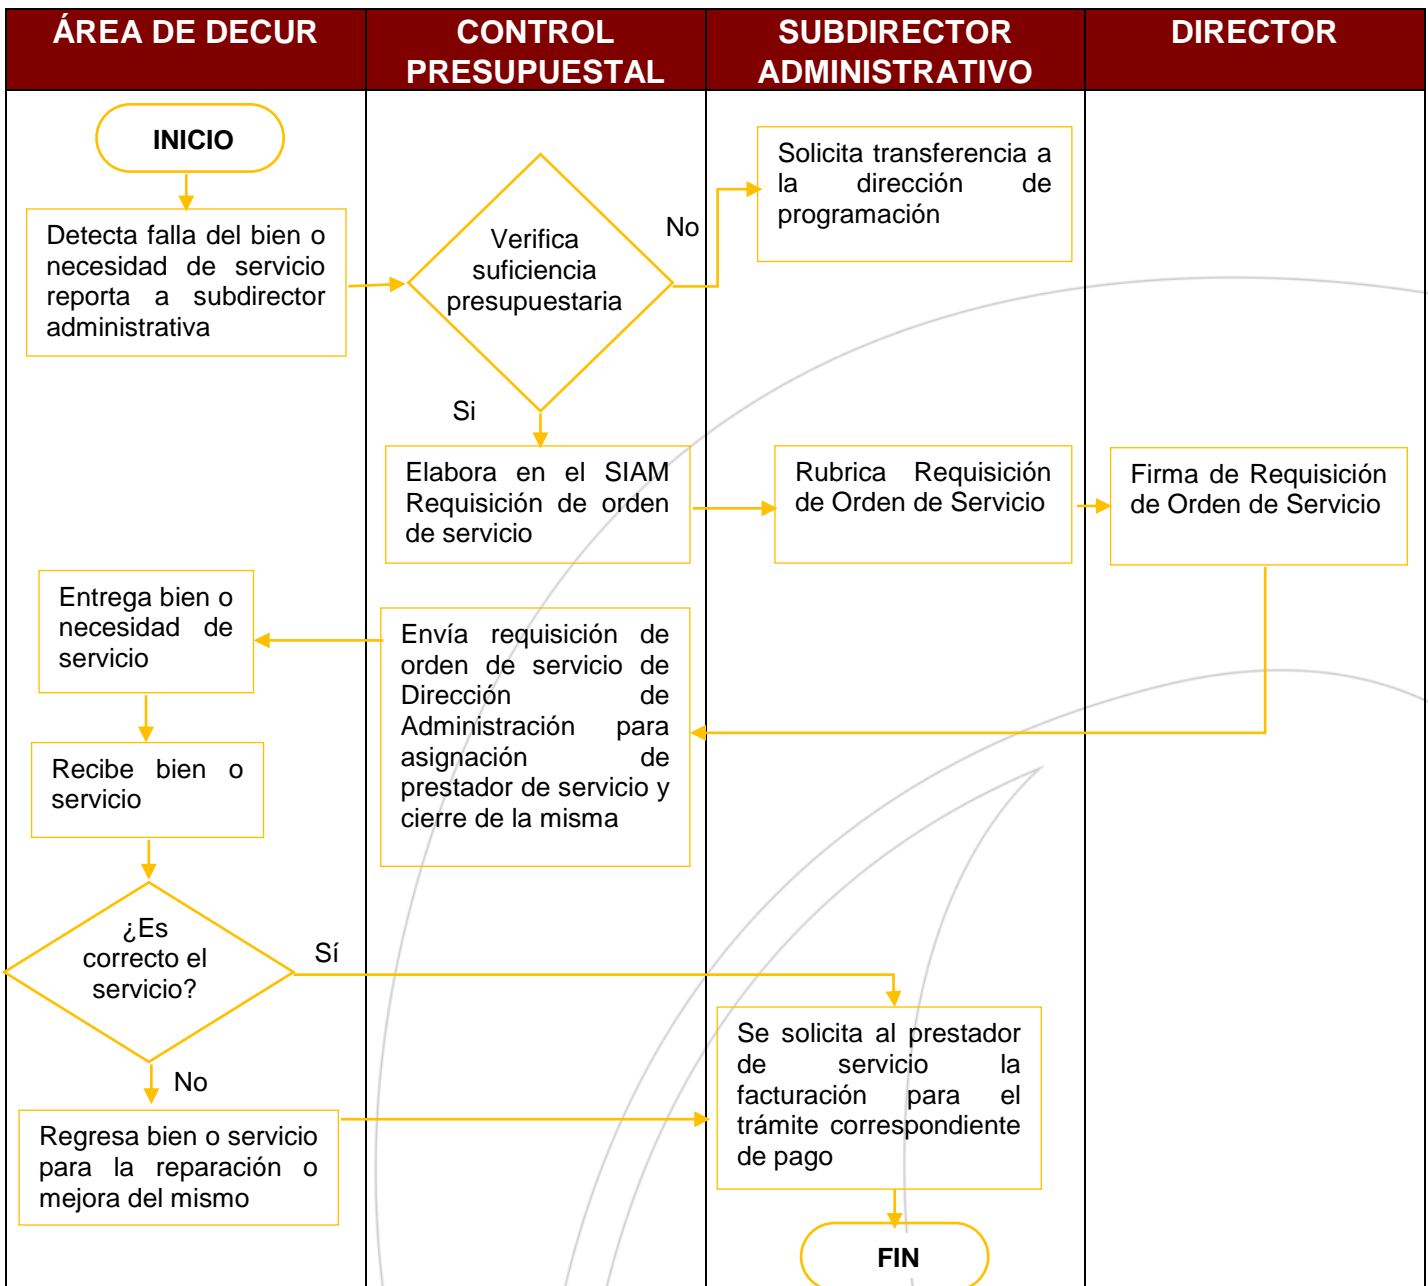 ÁREA DE DECUR
CONTROL
PRESUPUESTAL
SUBDIRECTOR
ADMINISTRATIVO
DIRECTOR
INICIO
Detecta falla del bien o
necesidad de servicio
reporta a subdirector
administrativa
Verifica
suficiencia
presupuestaria
No
Solicita transferencia a
la dirección de
programación
Si
Elabora en el SIAM
Requisición de orden
de servicio
Rubrica Requisición
de Orden de Servicio
Firma de Requisición
de Orden de Servicio
Entrega bien o
necesidad de
servicio
Envía requisición de
orden de servicio de
Dirección de
Administración para
asignación de
prestador de servicio y
cierre de la misma
Recibe bien o
servicio
¿Es
correcto el
servicio?
Sí
No
Se solicita al prestador
de servicio la
facturación para el
trámite correspondiente
de pago
Regresa bien o servicio
para la reparación o
mejora del mismo
FIN